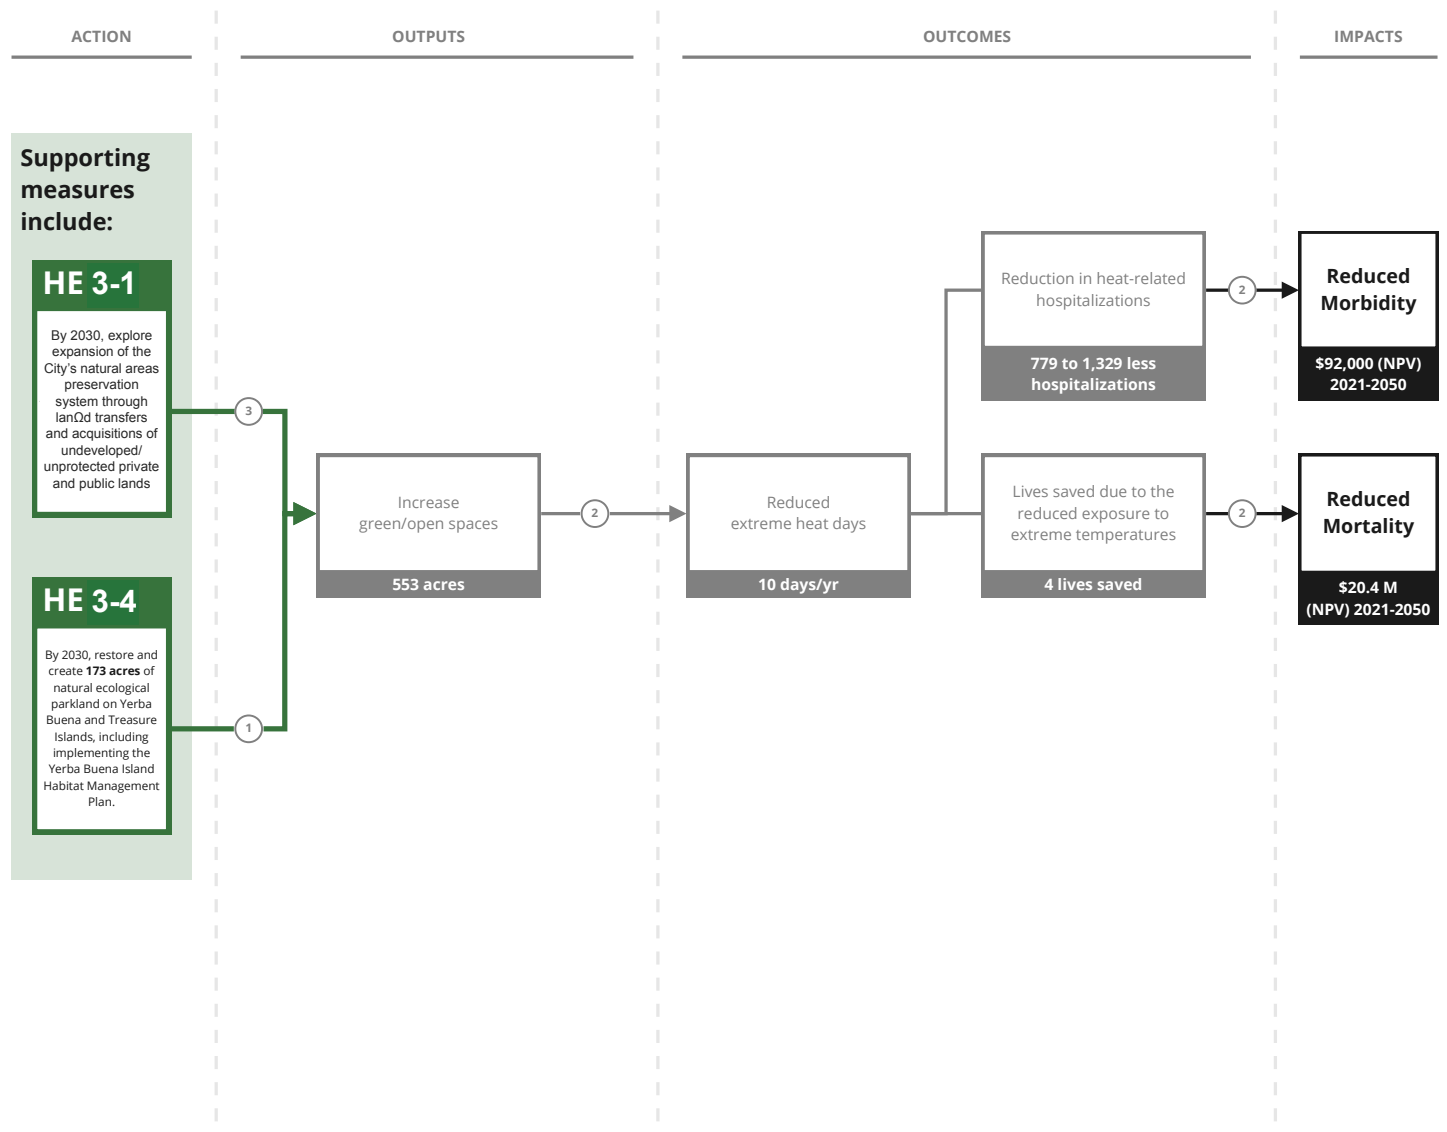 ACTION
OUTPUTS
OUTCOMES
IMPACTS
Supporting
measures
include:
HE 3-1
By 2030, explore
expansion of the
City’s natural areas
preservation
system through
lanΩd transfers
and acquisitions of
undeveloped/
unprotected private
and public lands
3
HE 3-4
By 2030, restore and
create 173 acres of
natural ecological
parkland on Yerba
Buena and Treasure
Islands, including
implementing the
Yerba Buena Island
Habitat Management
Plan.
1
Increase
green/open spaces
553 acres
2
Reduced
extreme heat days
10 days/yr
Reduction in heat-related
hospitalizations
779 to 1,329 less
hospitalizations
2
Reduced
Morbidity
$92,000 (NPV)
2021-2050
Lives saved due to the
reduced exposure to
extreme temperatures
4 lives saved
2
Reduced
Mortality
$20.4 M
(NPV) 2021-2050